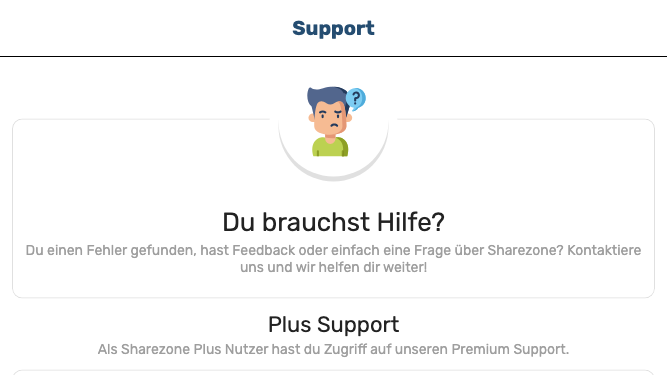 Support
?
Du brauchst Hilfe?
Du einen Fehler gefunden, hast Feedback oder einfach eine Frage über Sharezone? Kontaktiere
uns und wir helfen dir weiter!
Plus Support
Als Sharezone Plus Nutzer hast du Zugriff auf unseren Premium Support.